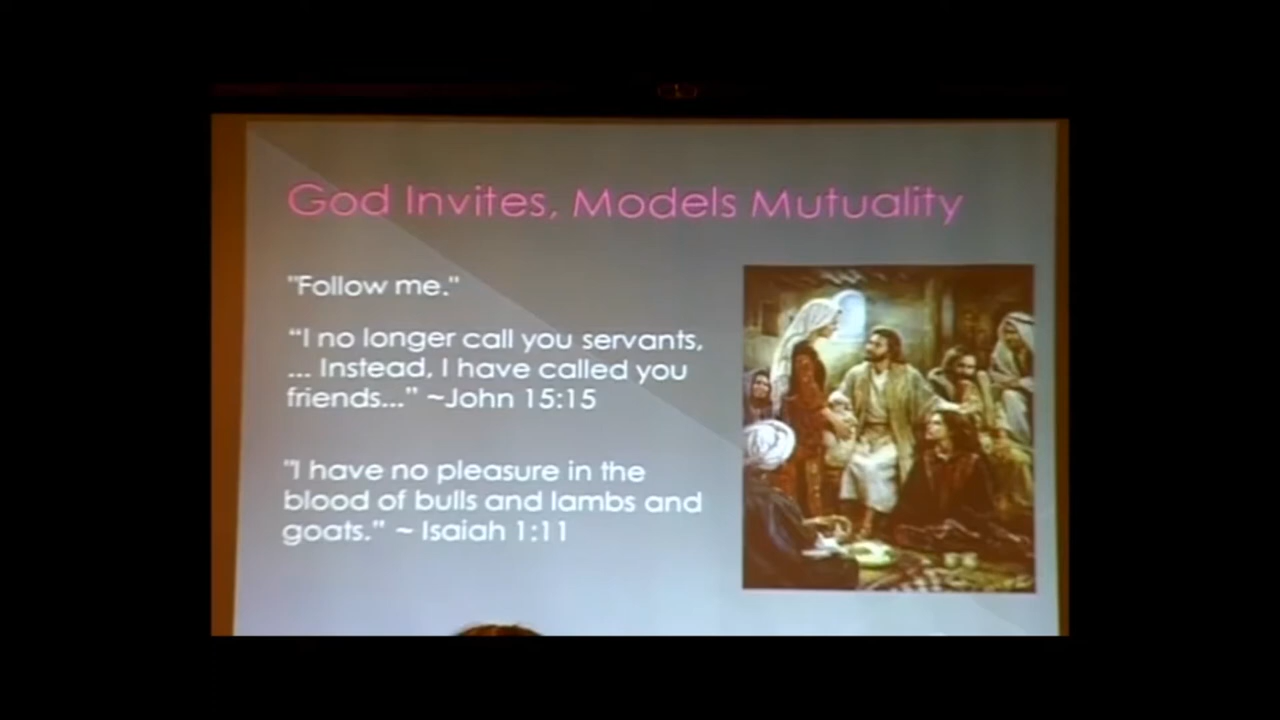 God Invites, Models Mutuality
"Follow me."
“I no longer call you servants,
... Instead, I have called you
friends...” ~John 15:15
"I have no pleasure in the
blood of bulls and lambs and
goats.” ~ Isaiah 1:11